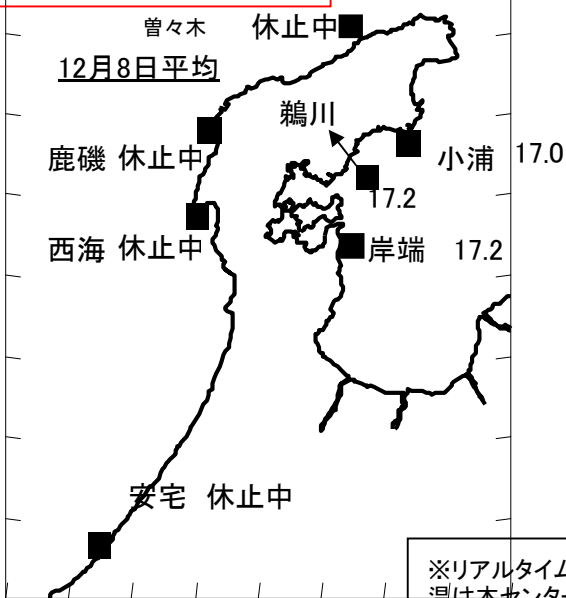 曽々木 休止中
12月8日平均
鵜川
鹿磯 休止中
小浦 17.0
17.2
西海 休止中
岸端 17.2
安宅 休止中
※リアルタイム